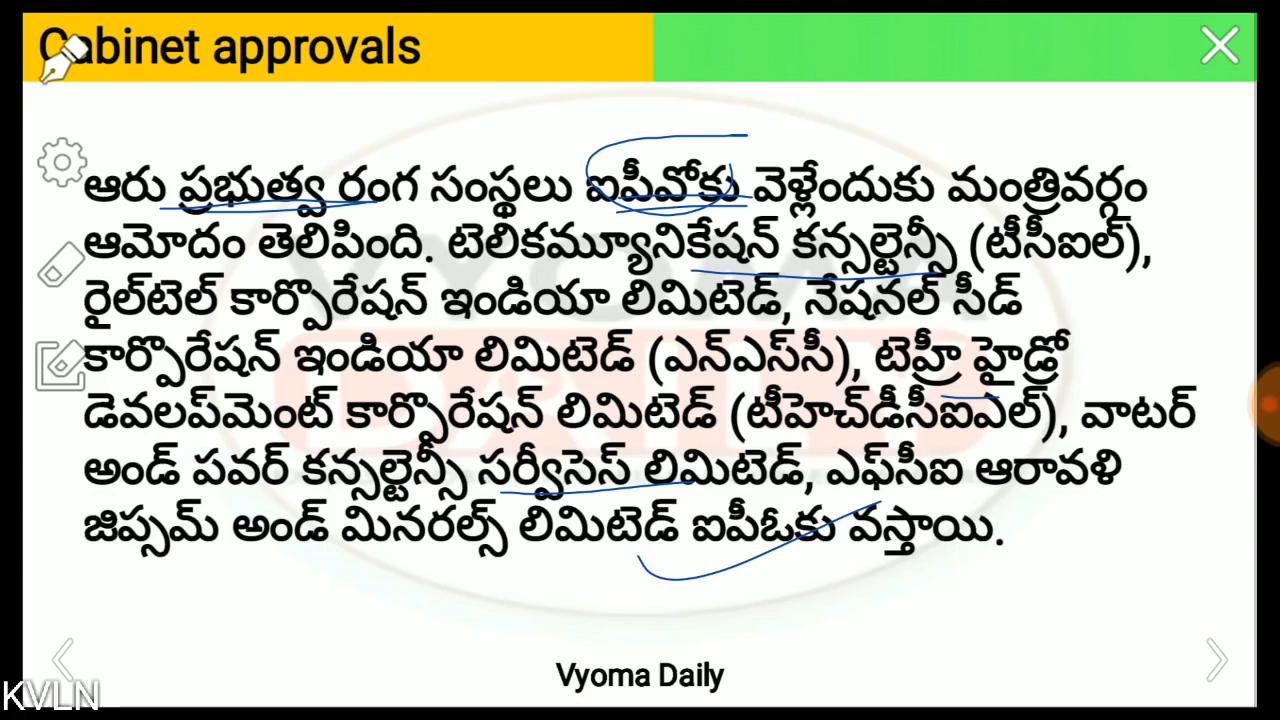 Cabinet approvals
ఆరు ప్రభుత్వ రంగ సంస్థలు ఐపీవోకు వెళ్లేందుకు మంత్రివర్గం
ఆమోదం తెలిపింది. టెలికమ్యూనికేషన్ కన్సల్టెన్సీ (టీసీఐల్),
రైల్‌టెల్ కార్పొరేషన్ ఇండియా లిమిటెడ్, నేషనల్ సీడ్
కార్పొరేషన్ ఇండియా లిమిటెడ్ (ఎన్ఎస్‌సీ), టెహ్రీ హైడ్రో
డెవలప్‌మెంట్ కార్పొరేషన్ లిమిటెడ్ (టీహెచ్‌డీసీఐఎల్), వాటర్
అండ్ పవర్ కన్సల్టెన్సీ సర్వీసెస్ లిమిటెడ్, ఎఫ్‌సీఐ ఆరావళి
జిప్సమ్ అండ్ మినరల్స్ లిమిటెడ్ ఐపీఓకు వస్తాయి.
Vyoma Daily
KVLN